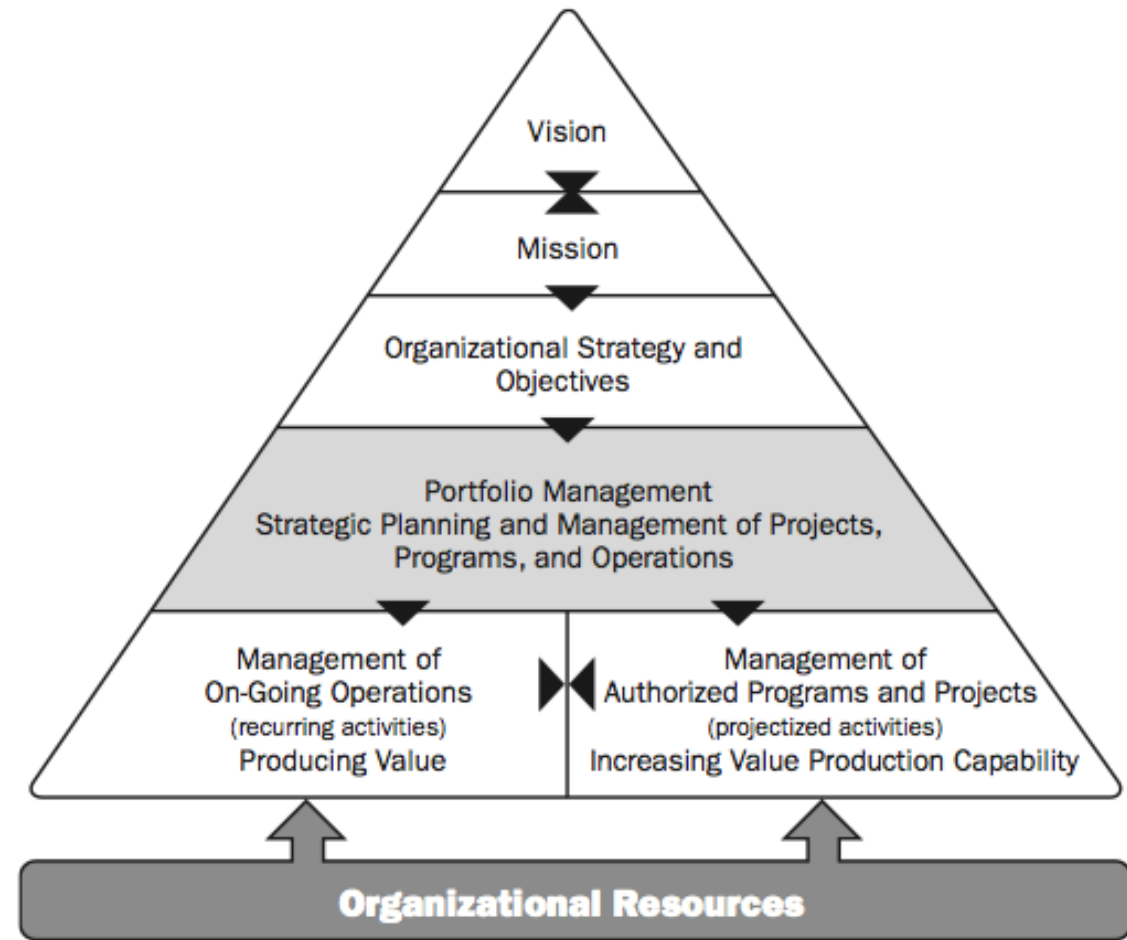 Vision
Mission
Organizational Strategy and
Objectives
Portfolio Management
Strategic Planning and Management of Projects,
Programs, and Operations
Management of
On-Going Operations
(recurring activities)
Producing Value
Management of
Authorized Programs and Projects
(projectized activities)
Increasing Value Production Capability
Organizational Resources